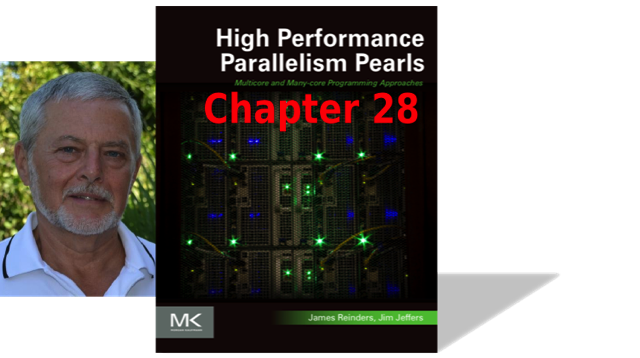 High Performance
Parallelism Pearls
Multicore and Many-core Programming Approaches
Chapter 28
James Reinders, Jim Jeffers
MK